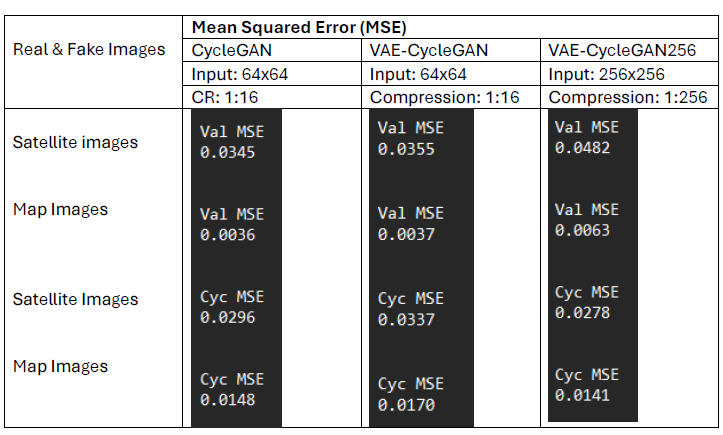 Real & Fake Images
Mean Squared Error (MSE)
CycleGAN
VAE-CycleGAN
VAE-CycleGAN256
Input: 64x64
Input: 64x64
Input: 256x256
CR: 1:16
Compression: 1:16
Compression: 1:256
Satellite images
Val MSE
0.0345
Val MSE
0.0355
Val MSE
0.0482
Map Images
Val MSE
0.0036
Val MSE
0.0037
Val MSE
0.0063
Satellite Images
Cyc MSE
0.0296
Cyc MSE
0.0337
Cyc MSE
0.0278
Map Images
Cyc MSE
0.0148
Cyc MSE
0.0170
Cyc MSE
0.0141